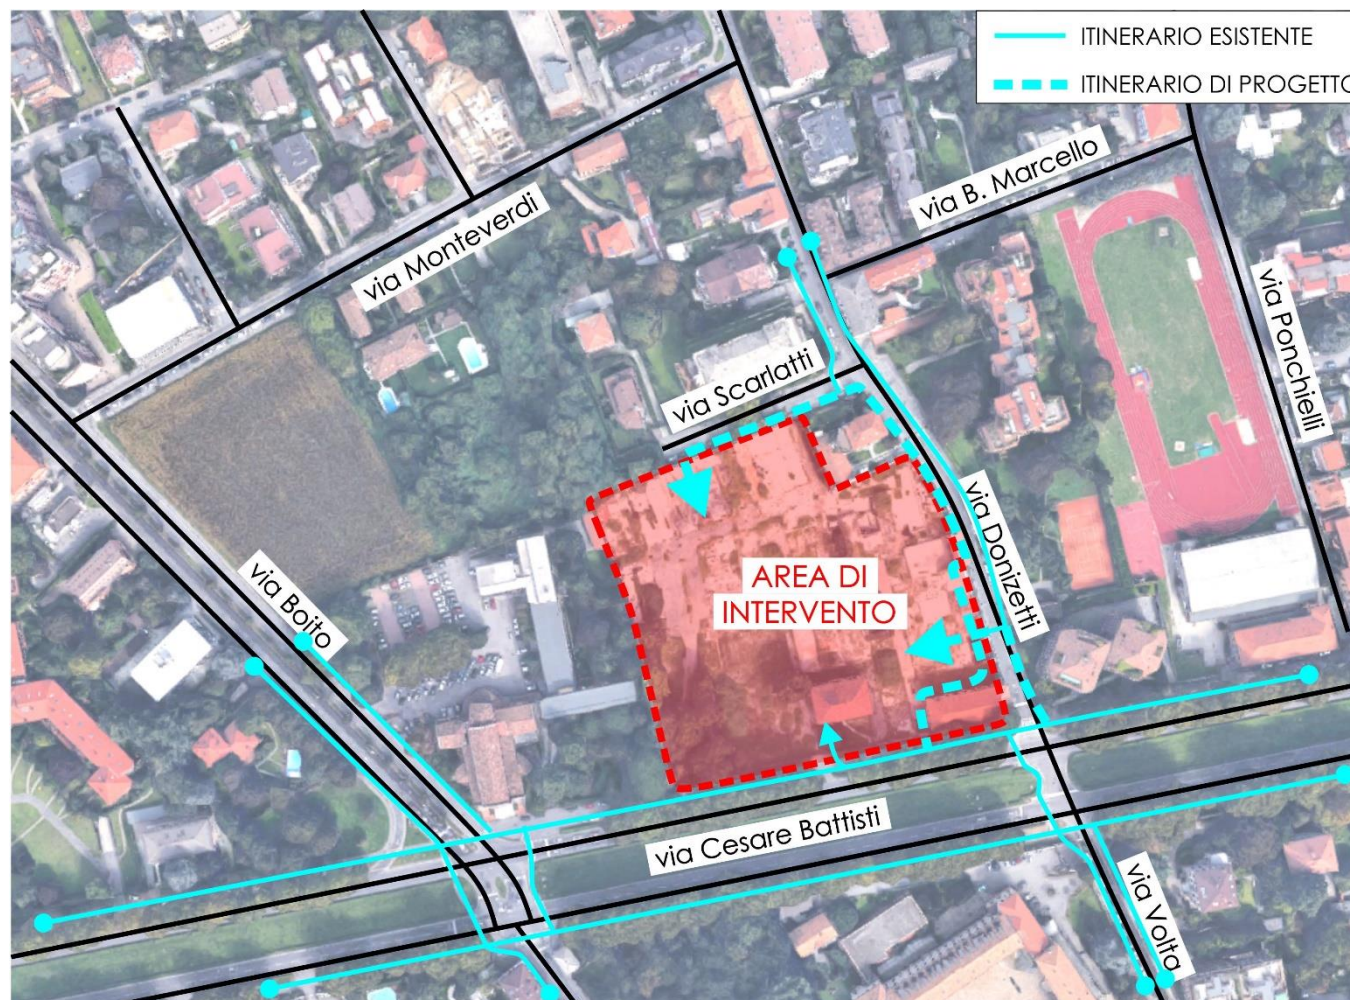 ITINERARIO ESISTENTE
ITINERARIO DI PROGETTO
via B. Marcello
via Monteverdi
via Ponchielli
via Scarlatti
via Donizetti
AREA DI
INTERVENTO
via Boito
via Cesare Battisti
via Volta